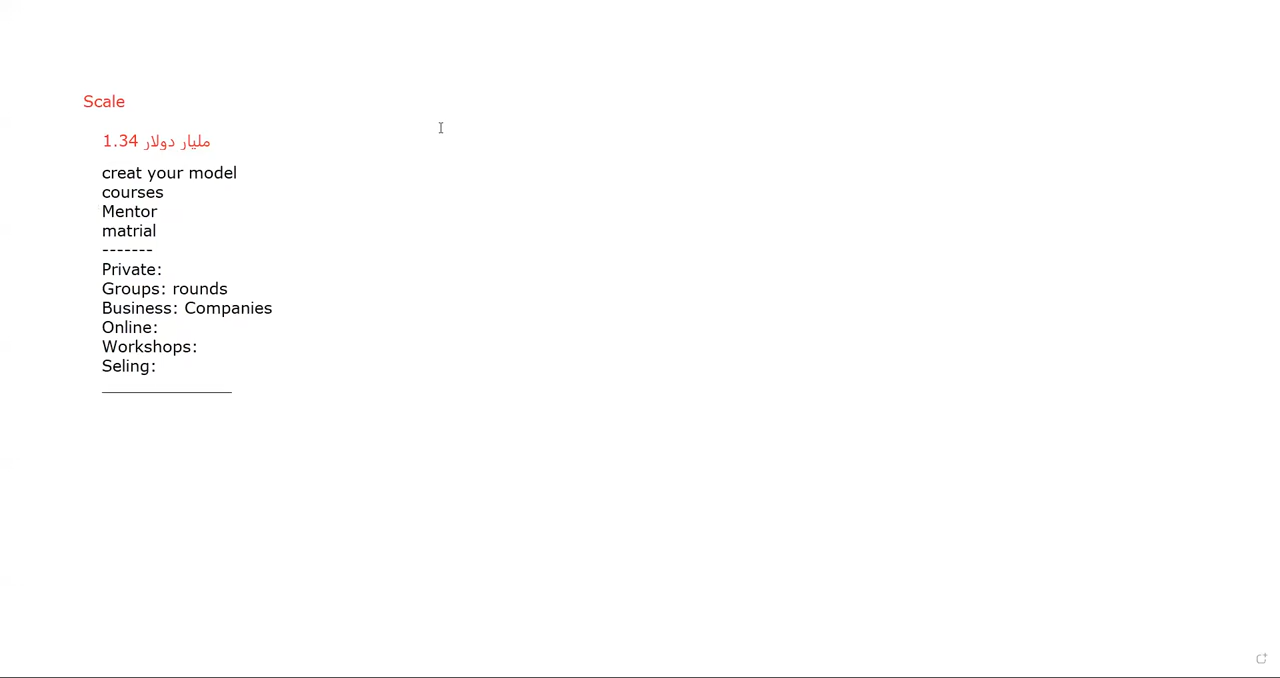 Scale
1.34 مليار دولار
creat your model
courses
Mentor
matrial
-------
Private:
Groups: rounds
Business: Companies
Online:
Workshops:
Seling:
_______________